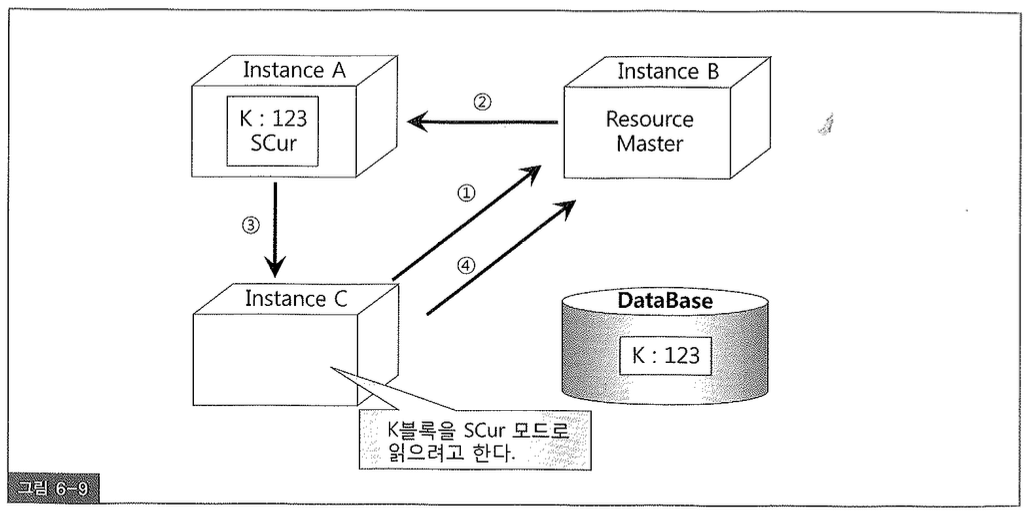 Instance A
K : 123
SCur
②
Instance B
Resource
Master
①
③
④
Instance C
DataBase
K : 123
K블록을 SCur 모드로
읽으려고 한다.
그림 6-9